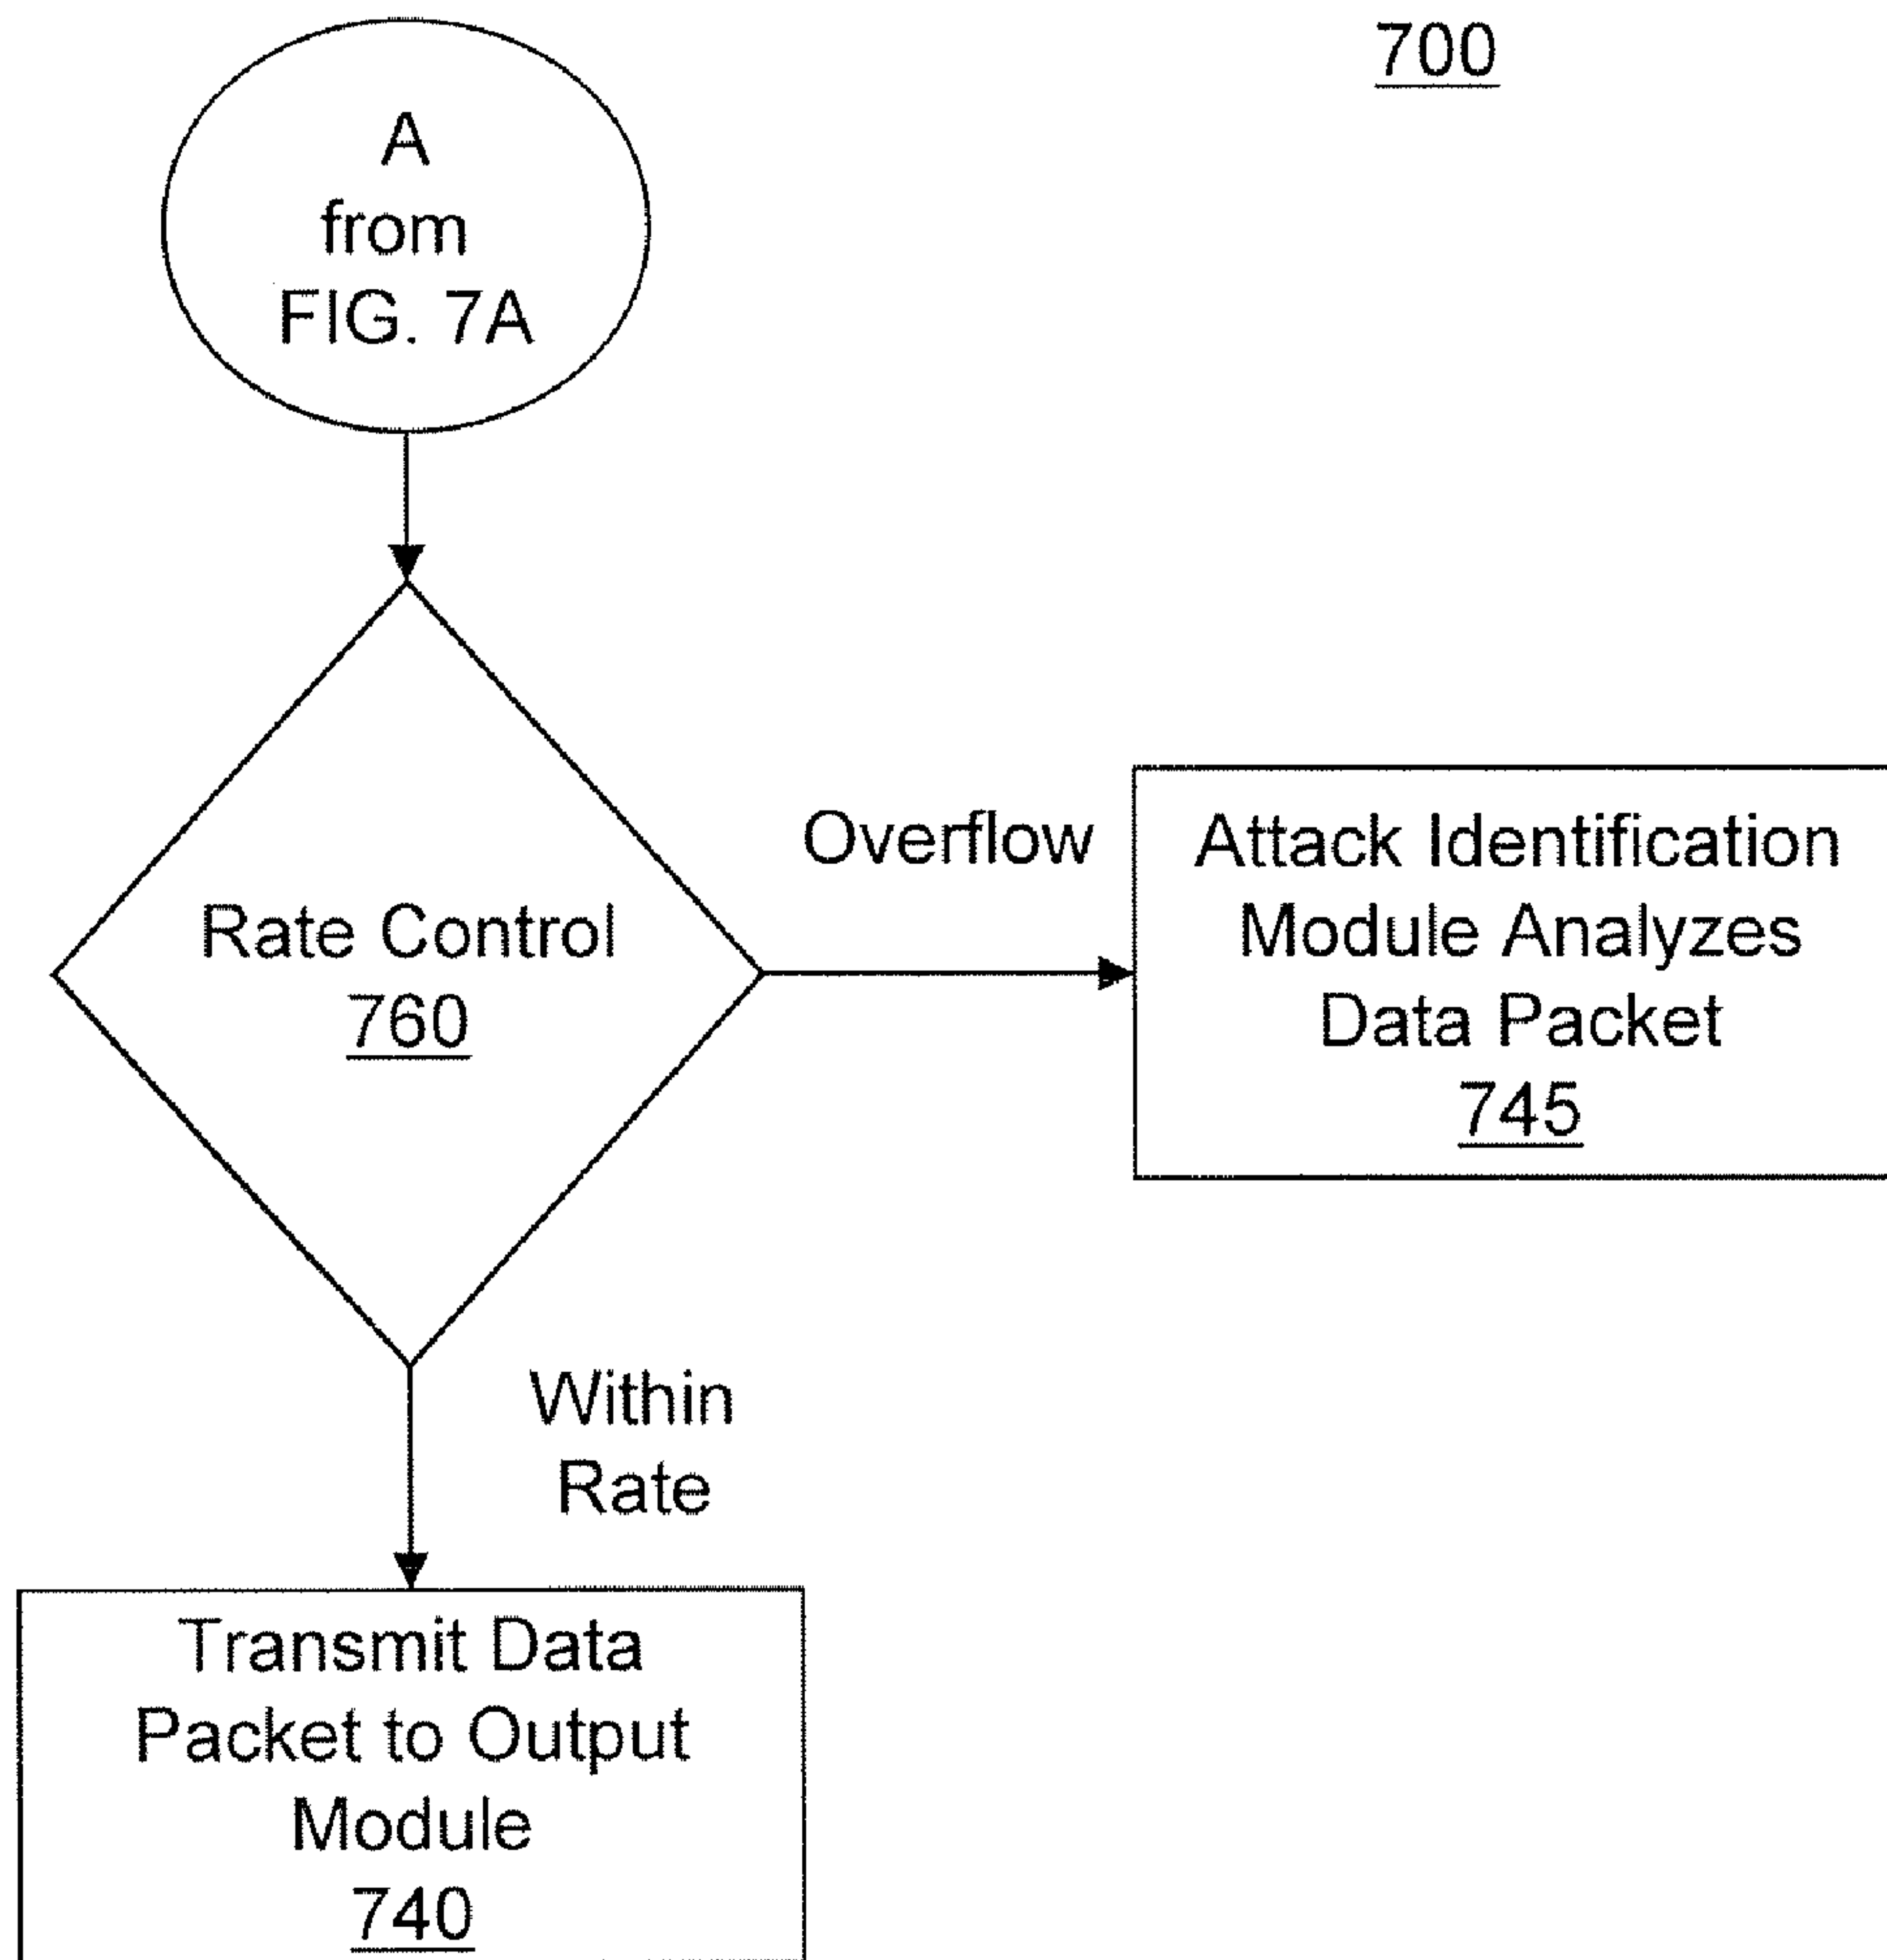 700
A
from
FIG. 7A
Rate Control
760
Overflow
Attack Identification
Module Analyzes
Data Packet
745
Within
Rate
Transmit Data
Packet to Output
Module
740